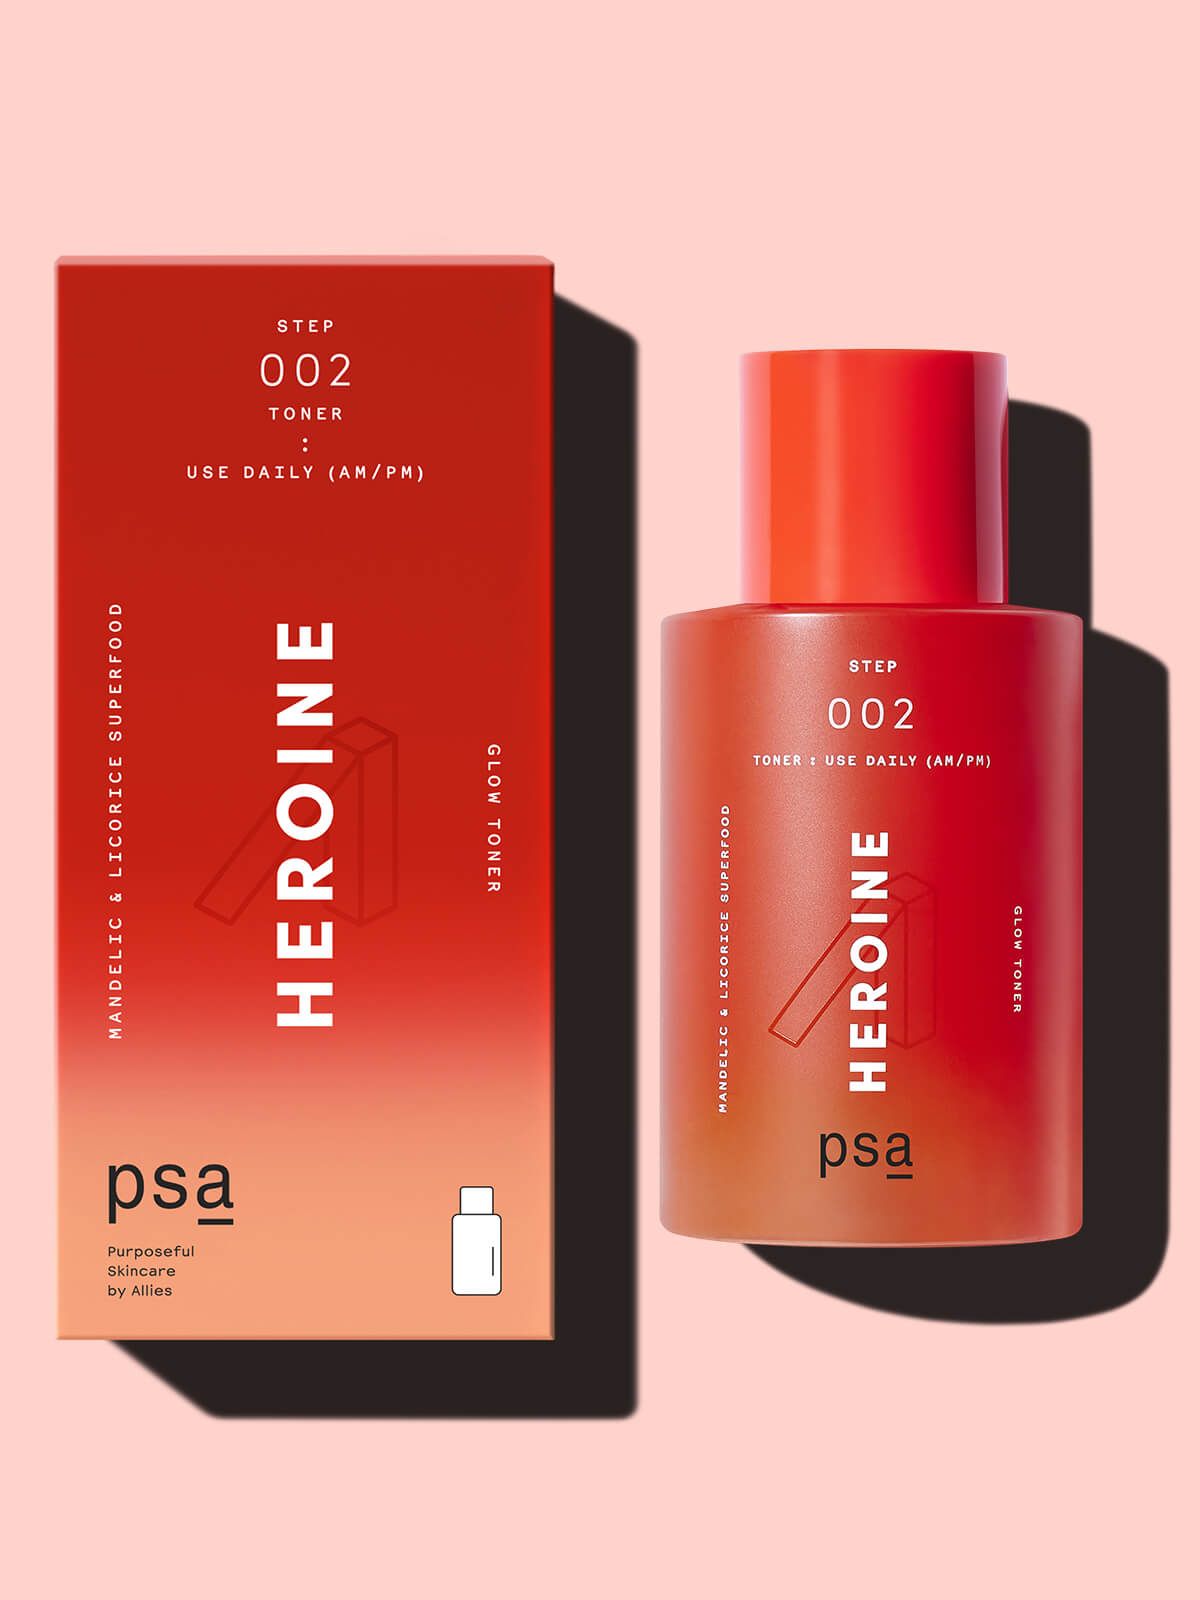 STEP
002
TONER
:
USE DAILY (AM/PM)
MANDELIC & LICORICE SUPERFOOD
HEROINE
GLOW TONER
psa
Purposeful
Skincare
by Allies
STEP
002
TONER : USE DAILY (AM/PM)
MANDELIC & LICORICE SUPERFOOD
HEROINE
GLOW TONER
psa